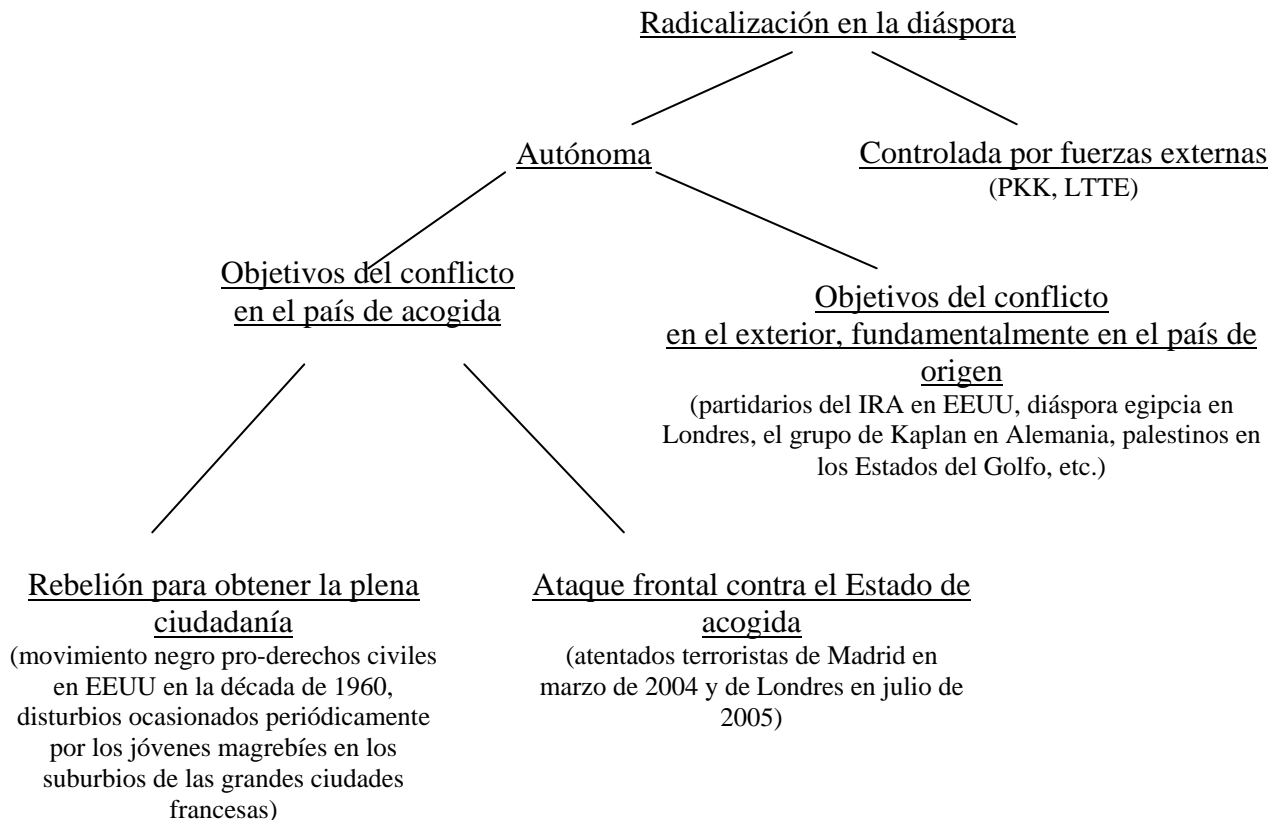 Radicalización en la diáspora
Autónoma
Controlada por fuerzas externas
(PKK, LTTE)
Objetivos del conflicto
en el país de acogida
Objetivos del conflicto
en el exterior, fundamentalmente en el país de
origen
(partidarios del IRA en EEUU, diáspora egipcia en
Londres, el grupo de Kaplan en Alemania, palestinos en
los Estados del Golfo, etc.)
Rebelión para obtener la plena
ciudadanía
(movimiento negro pro-derechos civiles
en EEUU en la década de 1960,
disturbios ocasionados periódicamente
por los jóvenes magrebíes en los
suburbios de las grandes ciudades
francesas)
Ataque frontal contra el Estado de
acogida
(atentados terroristas de Madrid en
marzo de 2004 y de Londres en julio de
2005)